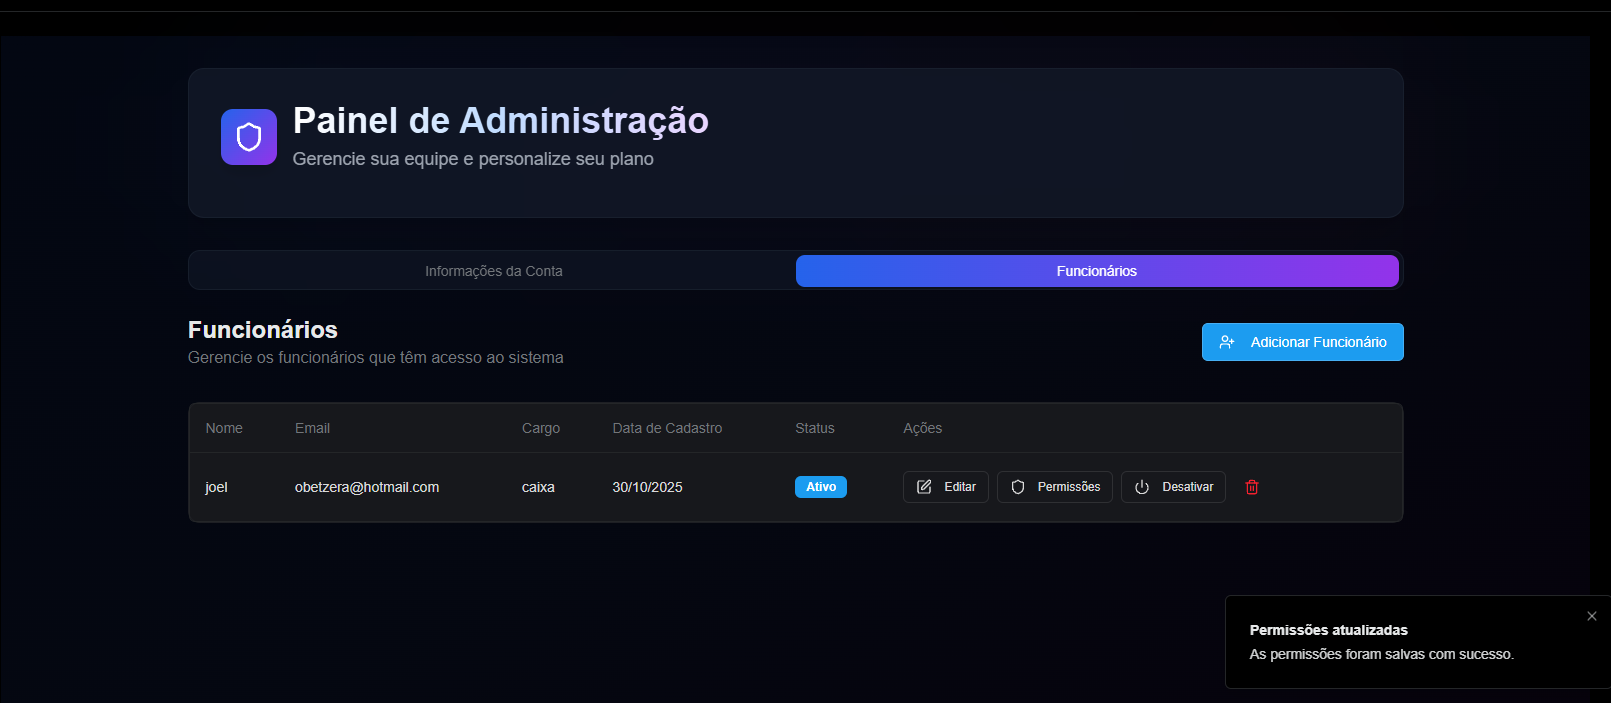 Painel de Administração
Gerencie sua equipe e personalize seu plano
Informações da Conta
Funcionários
Funcionários
Gerencie os funcionários que têm acesso ao sistema
Adicionar Funcionário
Nome Email Cargo Data de Cadastro Status Ações
joel obetzera@hotmail.com caixa 30/10/2025 Ativo Editar Permissões Desativar
Permissões atualizadas
As permissões foram salvas com sucesso.